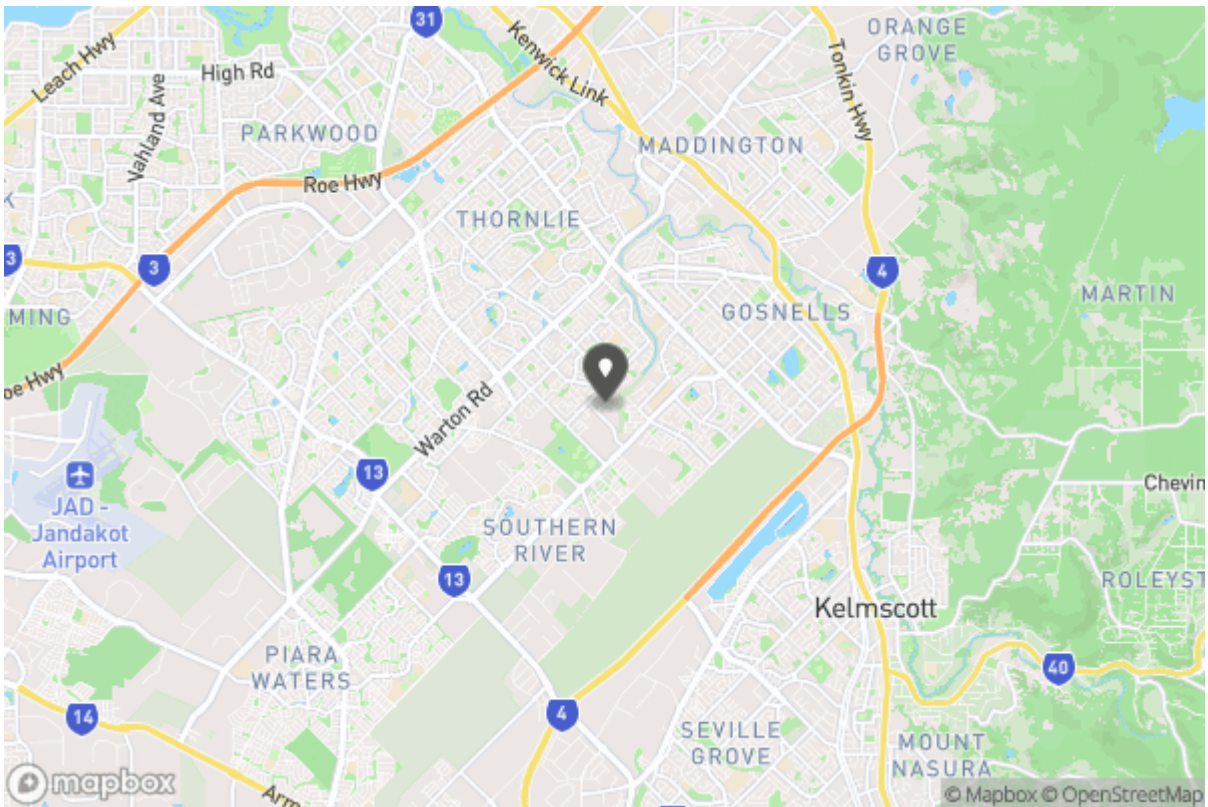 31
ORANGE
GROVE
Leach Hwy
High Rd
Kenwick Link
Tonkin Hwy
Vahland Ave
PARKWOOD
MADDINGTON
Roe Hwy
K
THORNLIE
3
3
4
MING
GOSNELLS
MARTIN
oe Hwy
Warton Rd
13
JAD -
Jandakot
Airport
Chevin
SOUTHERN
RIVER
13
ROLEYST
Kelmscott
PIARA
WATERS
40
14
4
SEVILLE
GROVE
MOUNT
NASURA
mapbox
Arm
© Mapbox © OpenStreetMap